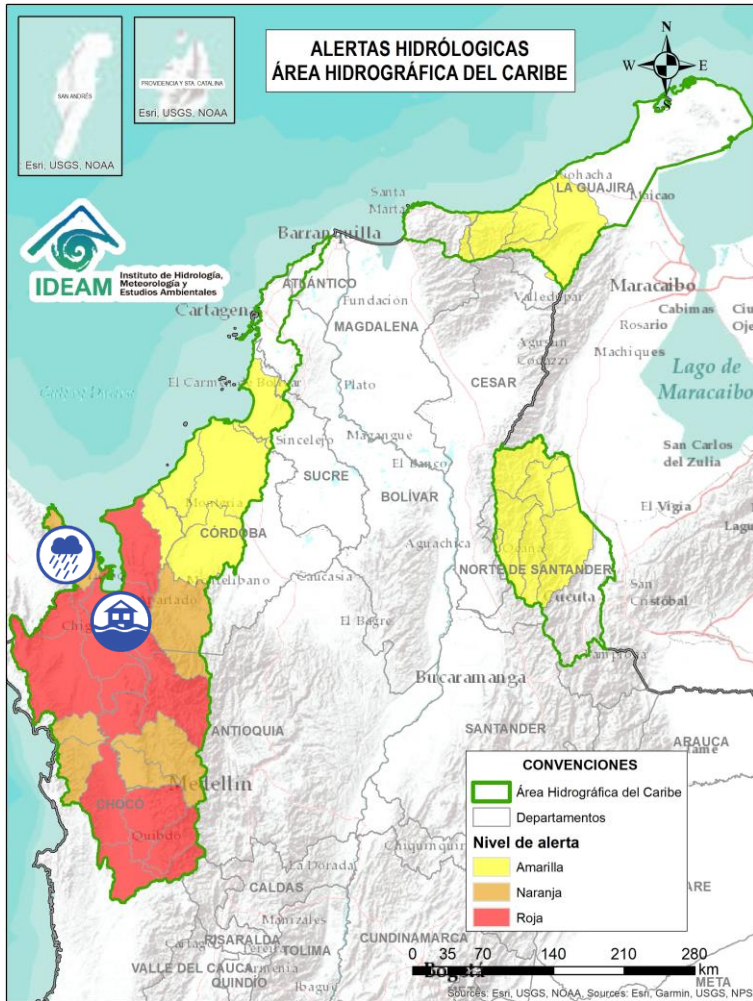 ALERTAS HIDRÓLOGICAS
ÁREA HIDROGRÁFICA DEL CARIBE
N
W
E
S
SAN ANDRÉS
Esri, USGS, NOAA
PROVIDENCIA Y STA. CATALINA
Esri, USGS, NOAA
IDEAM
Instituto de Hidrología,
Meteorología y
Estudios Ambientales
LA GUAJIRA
Maicao
Santa
Marta
Barranquilla
ATLÁNTICO
Fundación
Cartagen
MAGDALENA
Valledupar
Maracaibo
Cabimas
Rosario
Machiques
Agustín
Codazzi
CESAR
Lago de
Maracaibo
El Carmen de Bolívar
Plato
Sincelejo
Magangue
SUCRE
El Banco
BOLÍVAR
San Carlos
del Zulia
El Vigía
Montería
CÓRDOBA
Aguachica
NORTE DE SANTANDER
Cucuta
San
Cristóbal
Caucasia
El Bagre
Bucaramanga
ANTIOQUIA
SANTANDER
ARAUCA
Medellín
CHOCÓ
Quibdó
La Dorada
CALDAS
Manizales
RISARALDA
TOLIMA
CUNDINAMARCA
VALLE DEL CAUCA
QUINDÍO
Ibague
META
CONVENCIONES
Área Hidrográfica del Caribe
Departamentos
Nivel de alerta
Amarilla
Naranja
Roja
0 35 70 140 210 280
km
Sources: Esri, USGS, NOAA, Sources: Esri, Garmin, USGS, NPS